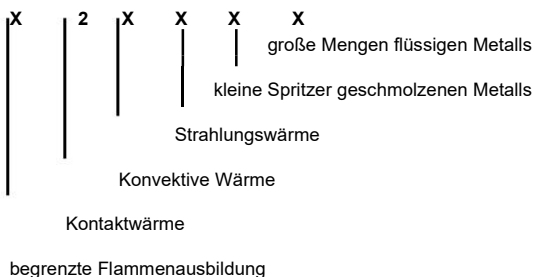 X 2 X X X X
große Mengen flüssigen Metalls
kleine Spritzer geschmolzenen Metalls
Strahlungswärme
Konvektive Wärme
Kontaktwärme
begrenzte Flammenausbildung